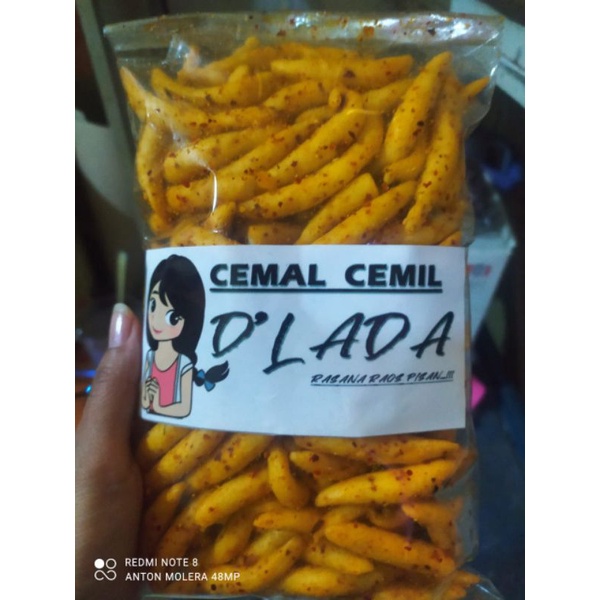 CEMAL CEMIL
D'LADA
RASANA RAOS PISAN..!!!
REDMI NOTE 8
ANTON MOLERA 48MP